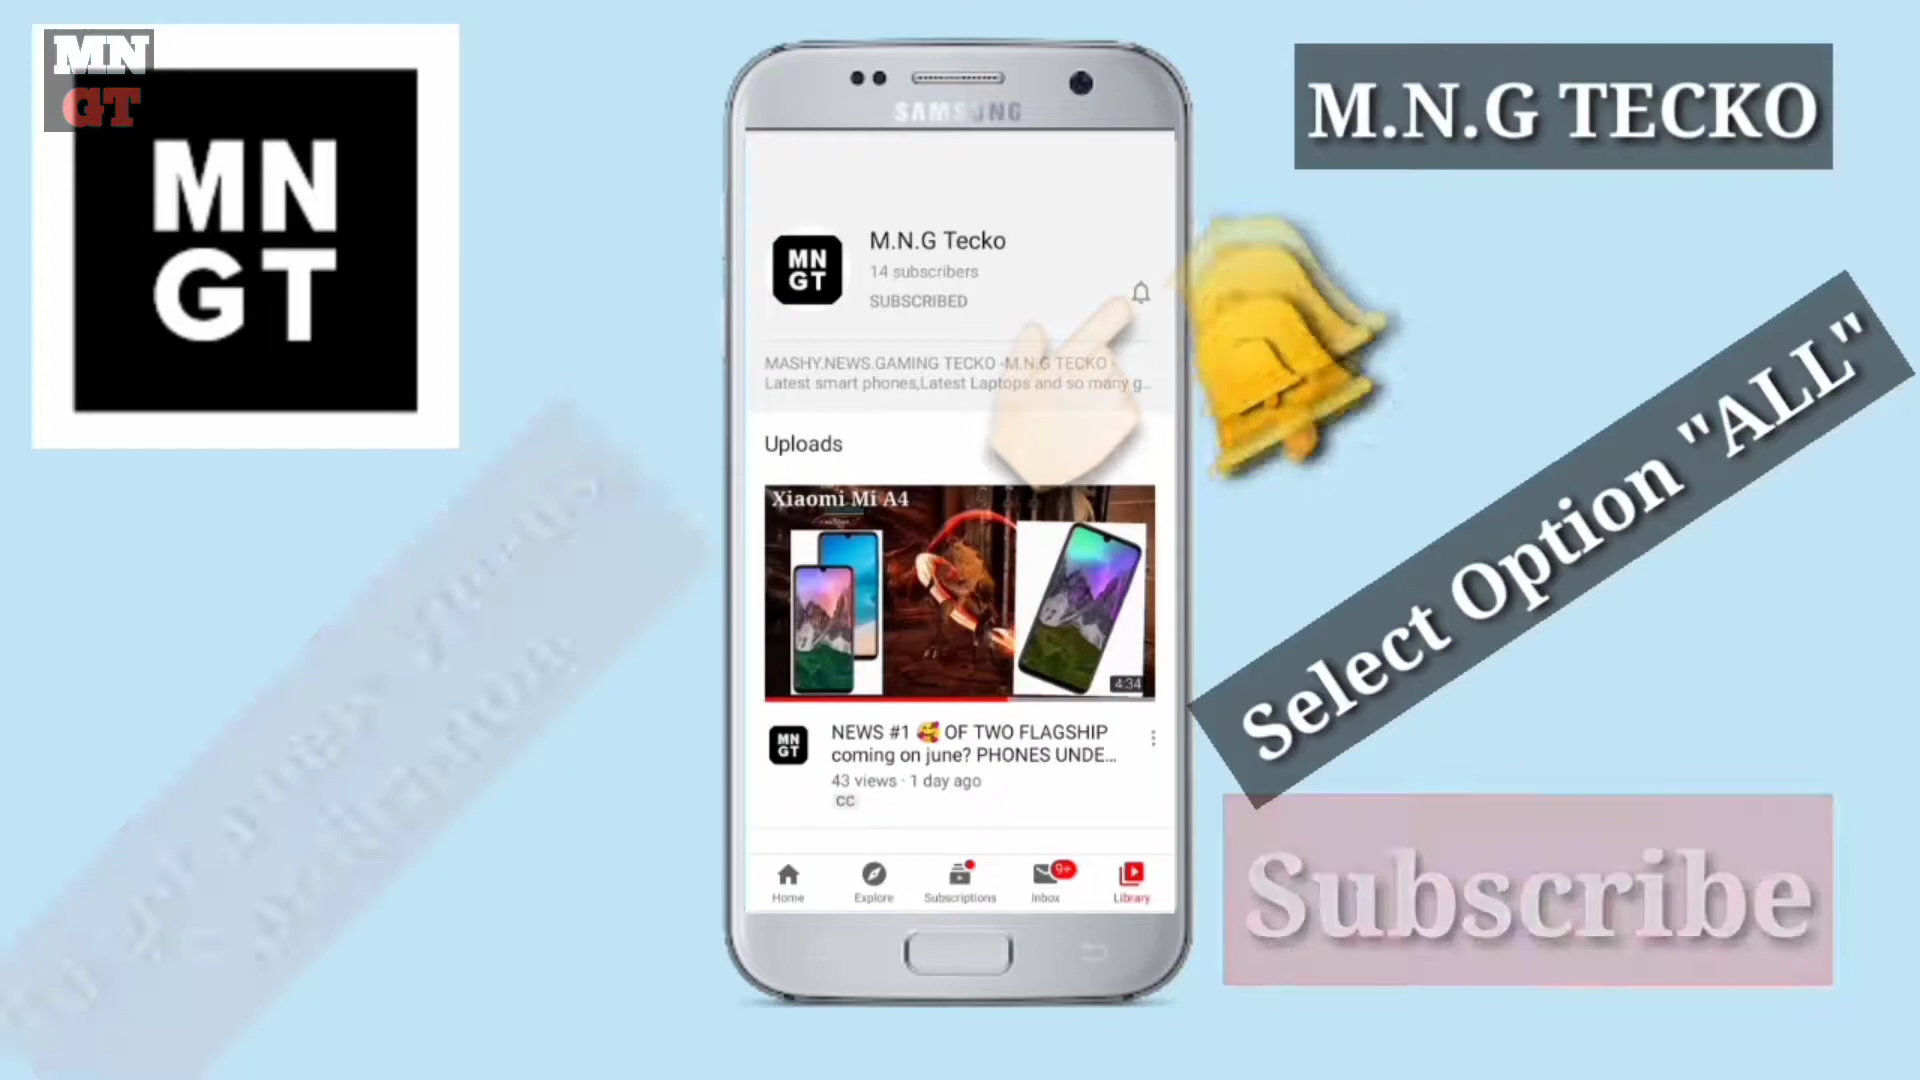 MN
GT
MN
GT
SAMSUNG
M.N.G Tecko
14 subscribers
SUBSCRIBED
MN
GT
MASHY.NEWS.GAMING TECKO -M.N.G TECKO -
Latest smart phones,Latest Laptops and so many g...
Uploads
Xiaomi Mi A4
4:34
MN
GT
NEWS #1 🥰 OF TWO FLAGSHIP
coming on june? PHONES UNDE...
43 views · 1 day ago
CC
Home
Explore
Subscriptions
9+
Inbox
Library
M.N.G TECKO
Select Option "ALL"
Subscribe